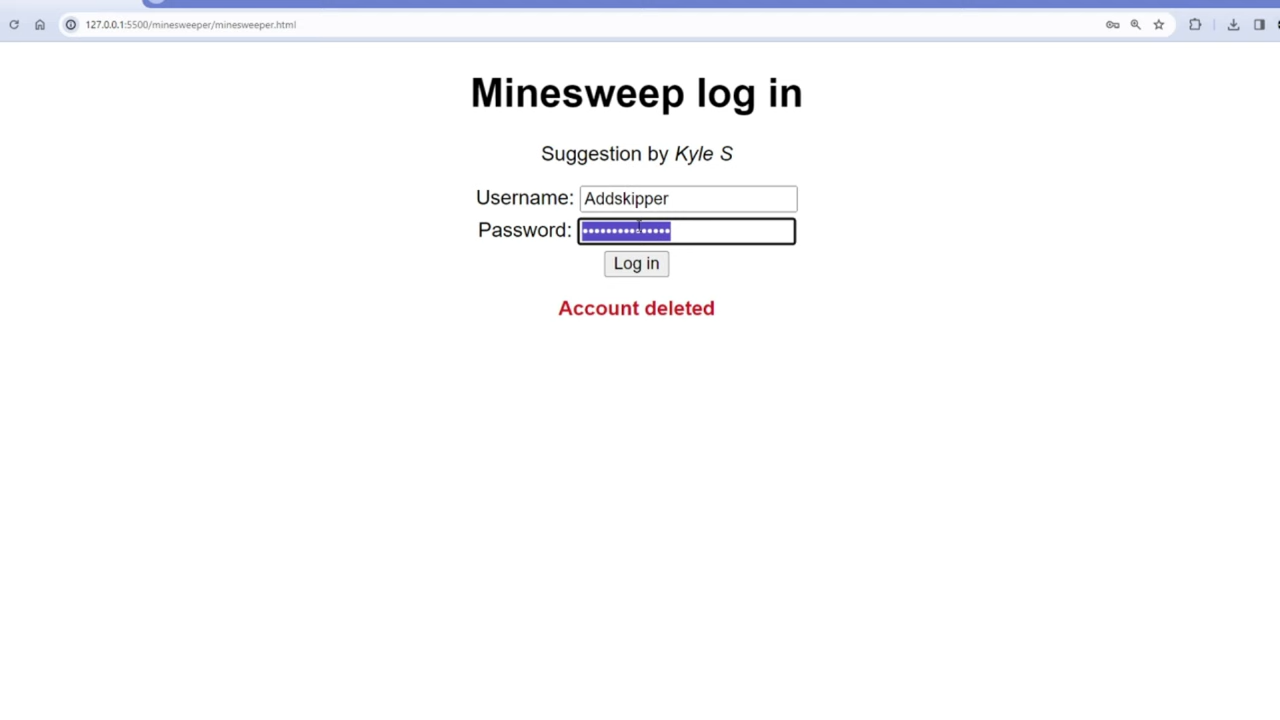 127.0.0.1:5500/minesweeper/minesweeper.html
Minesweep log in
Suggestion by Kyle S
Username: Addskipper
Password: •••••••••••••••
Log in
Account deleted